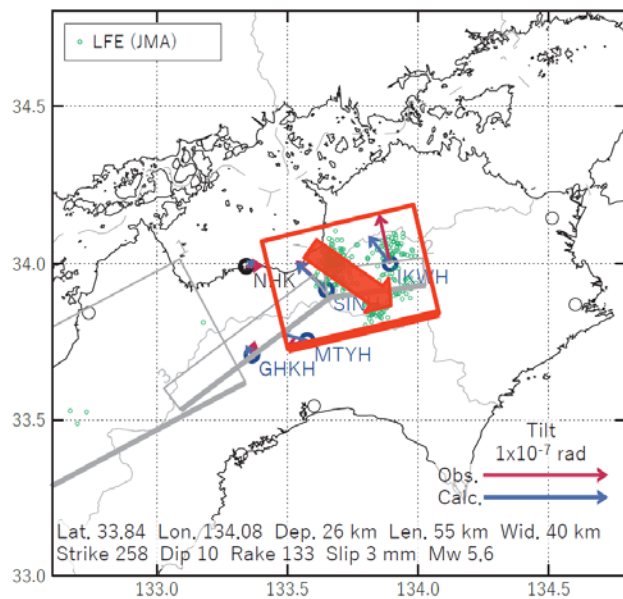 LFE (JMA)
34.5
34.0
NHK
IKWH
MTYH
GHKH
33.5
Tilt
1x10⁻⁷ rad
Obs.
Calc.
Lat. 33.84 Lon. 134.08 Dep. 26 km Len. 55 km Wid. 40 km
Strike 258 Dip 10 Rake 133 Slip 3 mm Mw 5.6
33.0
133.0 133.5 134.0 134.5